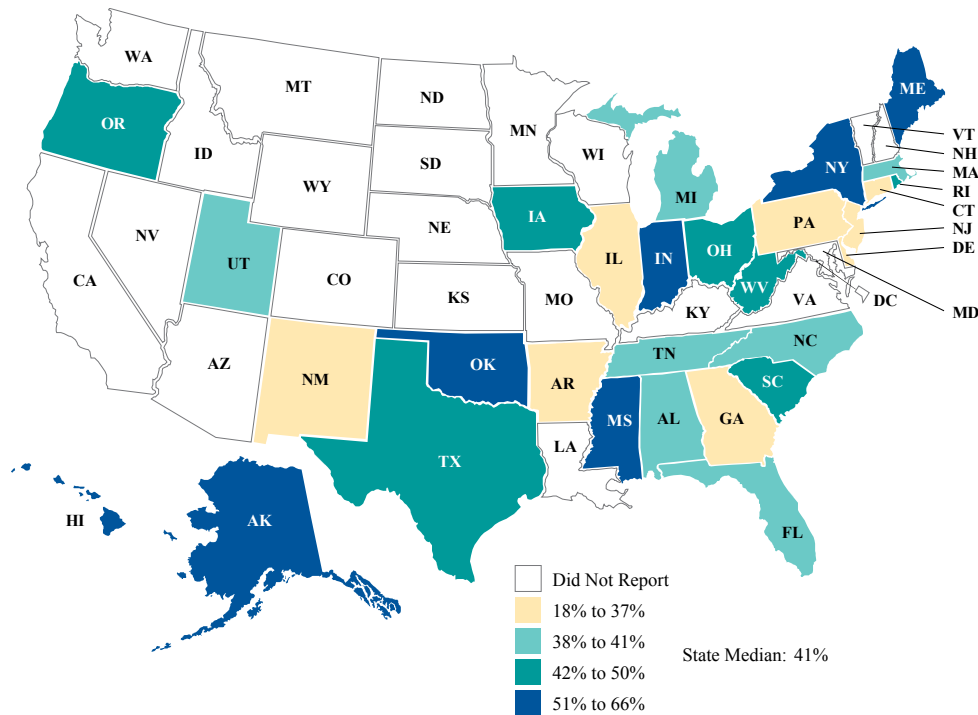 WA
MT
ND
MN
ME
VT
NH
MA
RI
CT
NJ
DE
MD
DC
OR
ID
SD
WI
NY
WY
MI
IA
NE
PA
NV
UT
IL
IN
OH
CA
CO
KS
MO
WV
VA
KY
AZ
NM
OK
AR
TN
NC
SC
MS
AL
GA
LA
TX
FL
HI
AK
Did Not Report
18% to 37%
38% to 41%
42% to 50%
51% to 66%
State Median: 41%